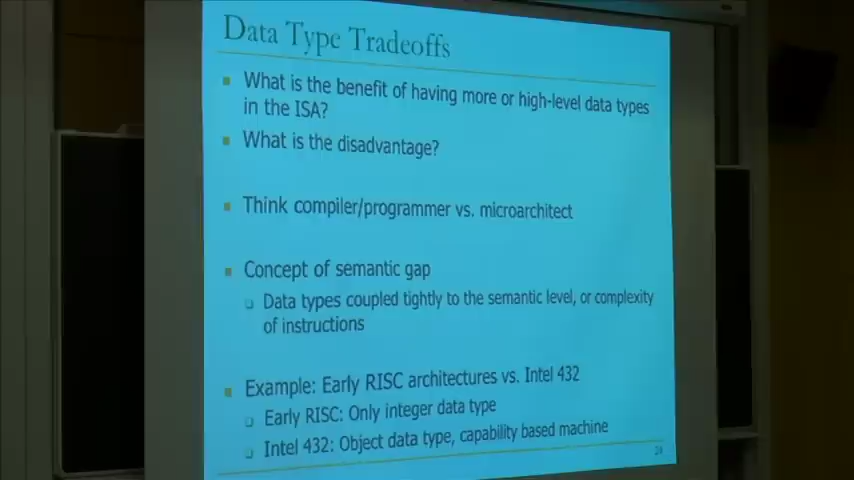 Data Type Tradeoffs
What is the benefit of having more or high-level data types
in the ISA?
What is the disadvantage?
Think compiler/programmer vs. microarchitect
Concept of semantic gap
Data types coupled tightly to the semantic level, or complexity
of instructions
Example: Early RISC architectures vs. Intel 432
Early RISC: Only integer data type
Intel 432: Object data type, capability based machine